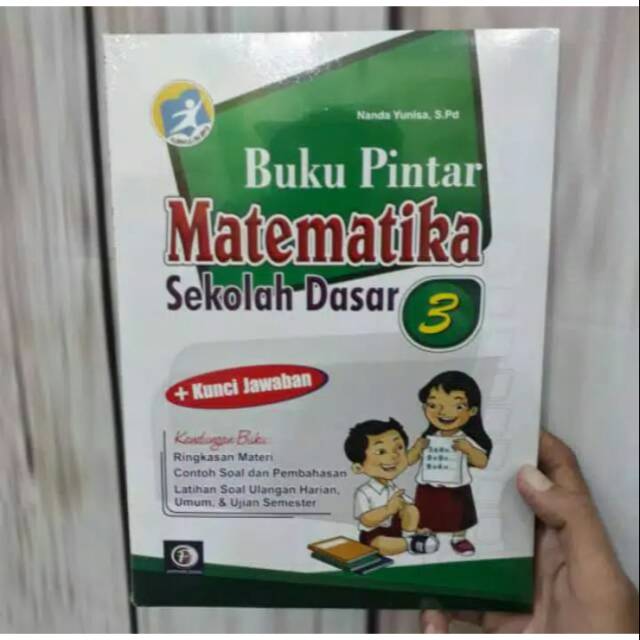 Nanda Yunisa, S.Pd
Buku Pintar
Matematika
Sekolah Dasar 3
+ Kunci Jawaban
Kandungan Buku:
Ringkasan Materi
Contoh Soal dan Pembahasan
Latihan Soal Ulangan Harian,
Umum, & Ujian Semester